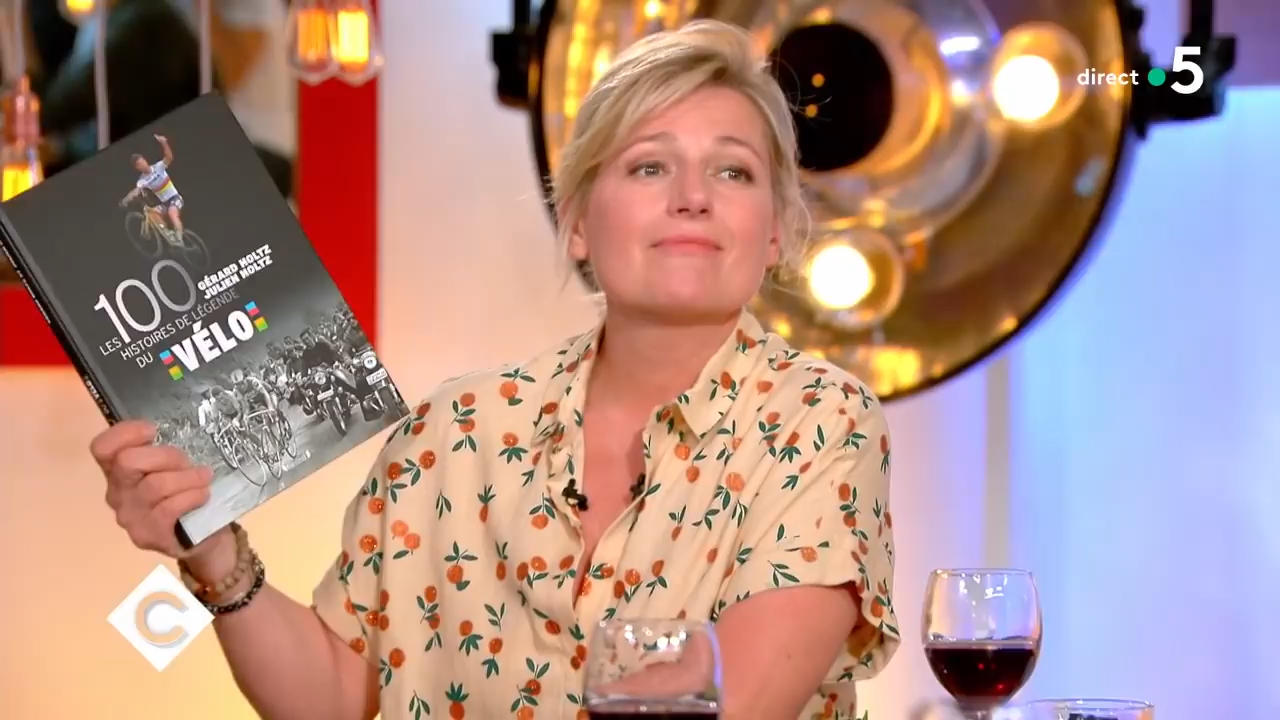 direct 5
LES 100
GÉRARD HOLTZ
JULIEN HOLTZ
HISTOIRES DE LÉGENDE
DU VÉLO
C